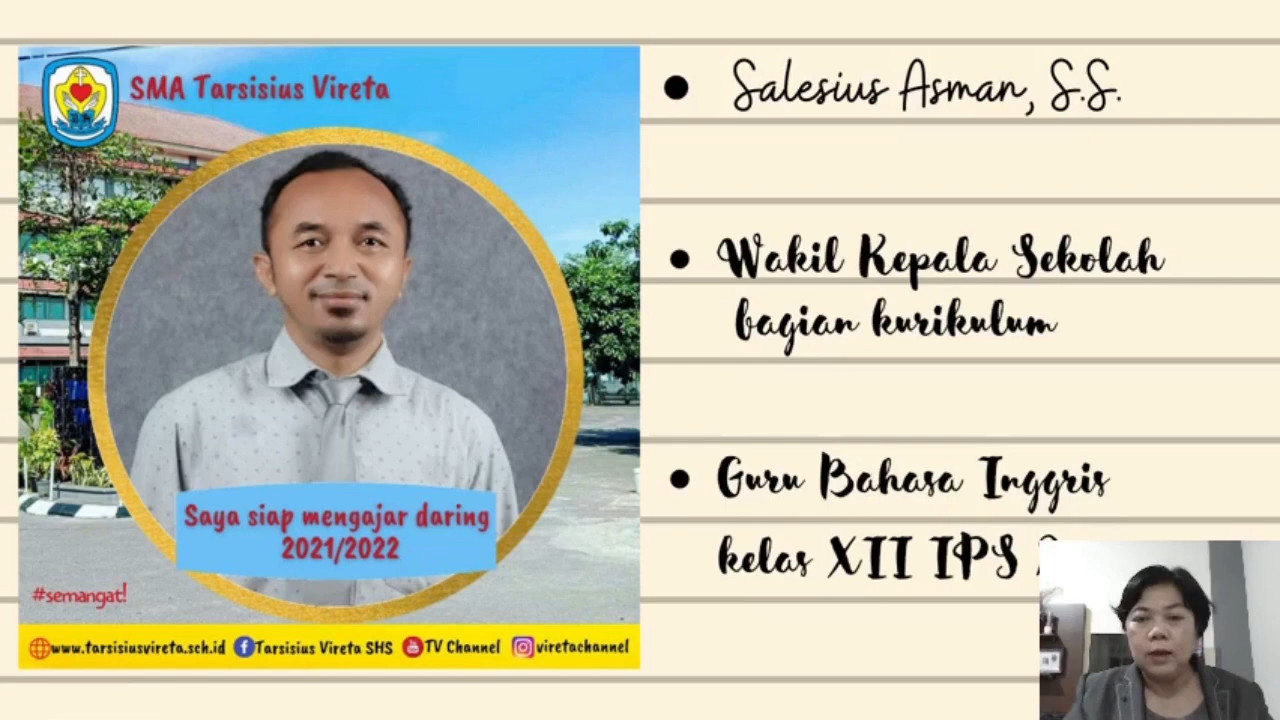 SMA Tarsisius Vireta
Saya siap mengajar daring
2021/2022
#semangat!
www.tarsisiusvireta.sch.id Tarsisius Vireta SHS TV Channel viretachannel
Salesius Asman, S.S.
Wakil Kepala Sekolah
bagian kurikulum
Guru Bahasa Inggris
kelas XII IPS